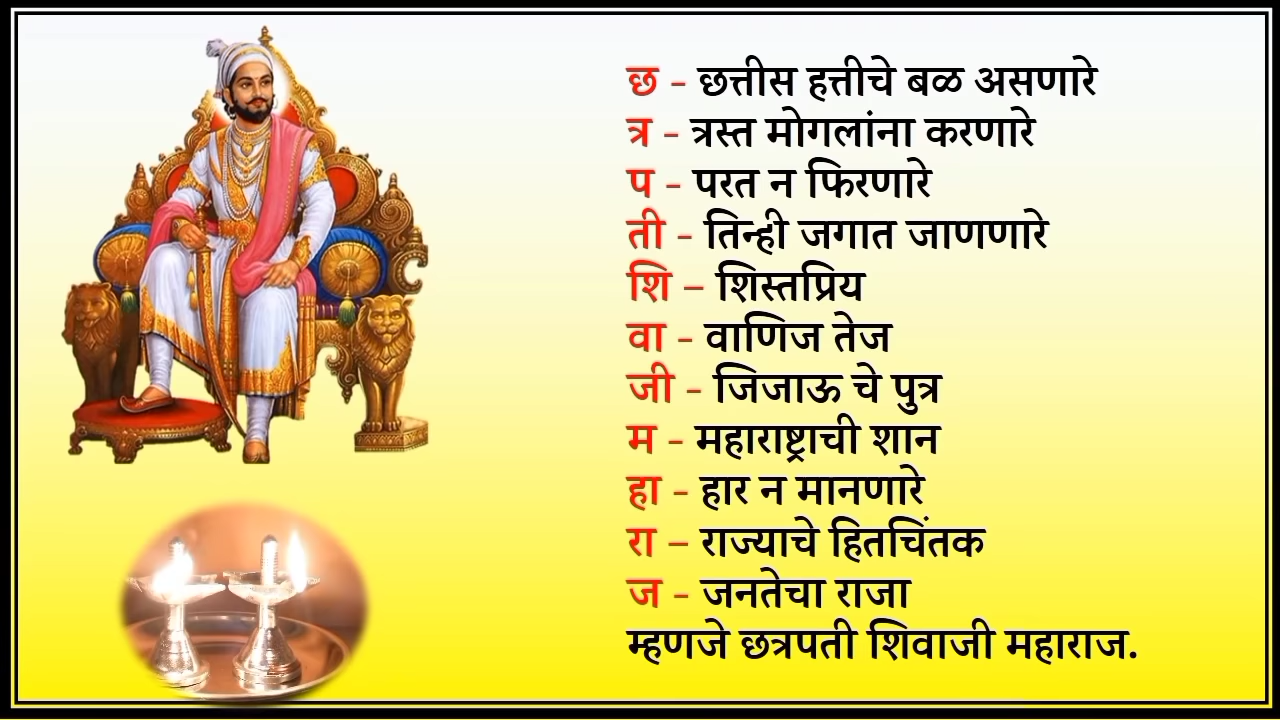 छ - छत्तीस हत्तीचे बळ असणारे
त्र - त्रस्त मोगलांना करणारे
प - परत न फिरणारे
ती - तिन्ही जगात जाणणारे
शि – शिस्तप्रिय
वा - वाणिज तेज
जी - जिजाऊ चे पुत्र
म - महाराष्ट्राची शान
हा - हार न मानणारे
रा – राज्याचे हितचिंतक
ज - जनतेचा राजा
म्हणजे छत्रपती शिवाजी महाराज.